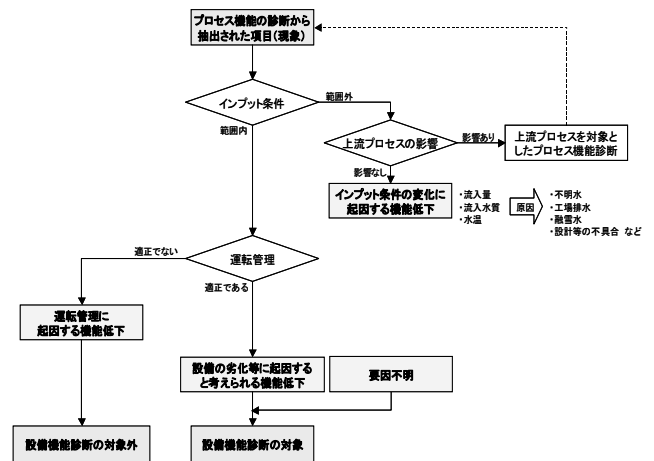 プロセス機能の診断から
抽出された項目(現象)
インプット条件
範囲外
範囲内
上流プロセスの影響
影響あり
上流プロセスを対象と
したプロセス機能診断
影響なし
インプット条件の変化に
起因する機能低下
・流入量
・流入水質
・水温
原因
・不明水
・工場排水
・融雪水
・設計等の不具合 など
運転管理
適正でない
適正である
運転管理に
起因する機能低下
設備の劣化等に起因する
と考えられる機能低下
要因不明
設備機能診断の対象外
設備機能診断の対象